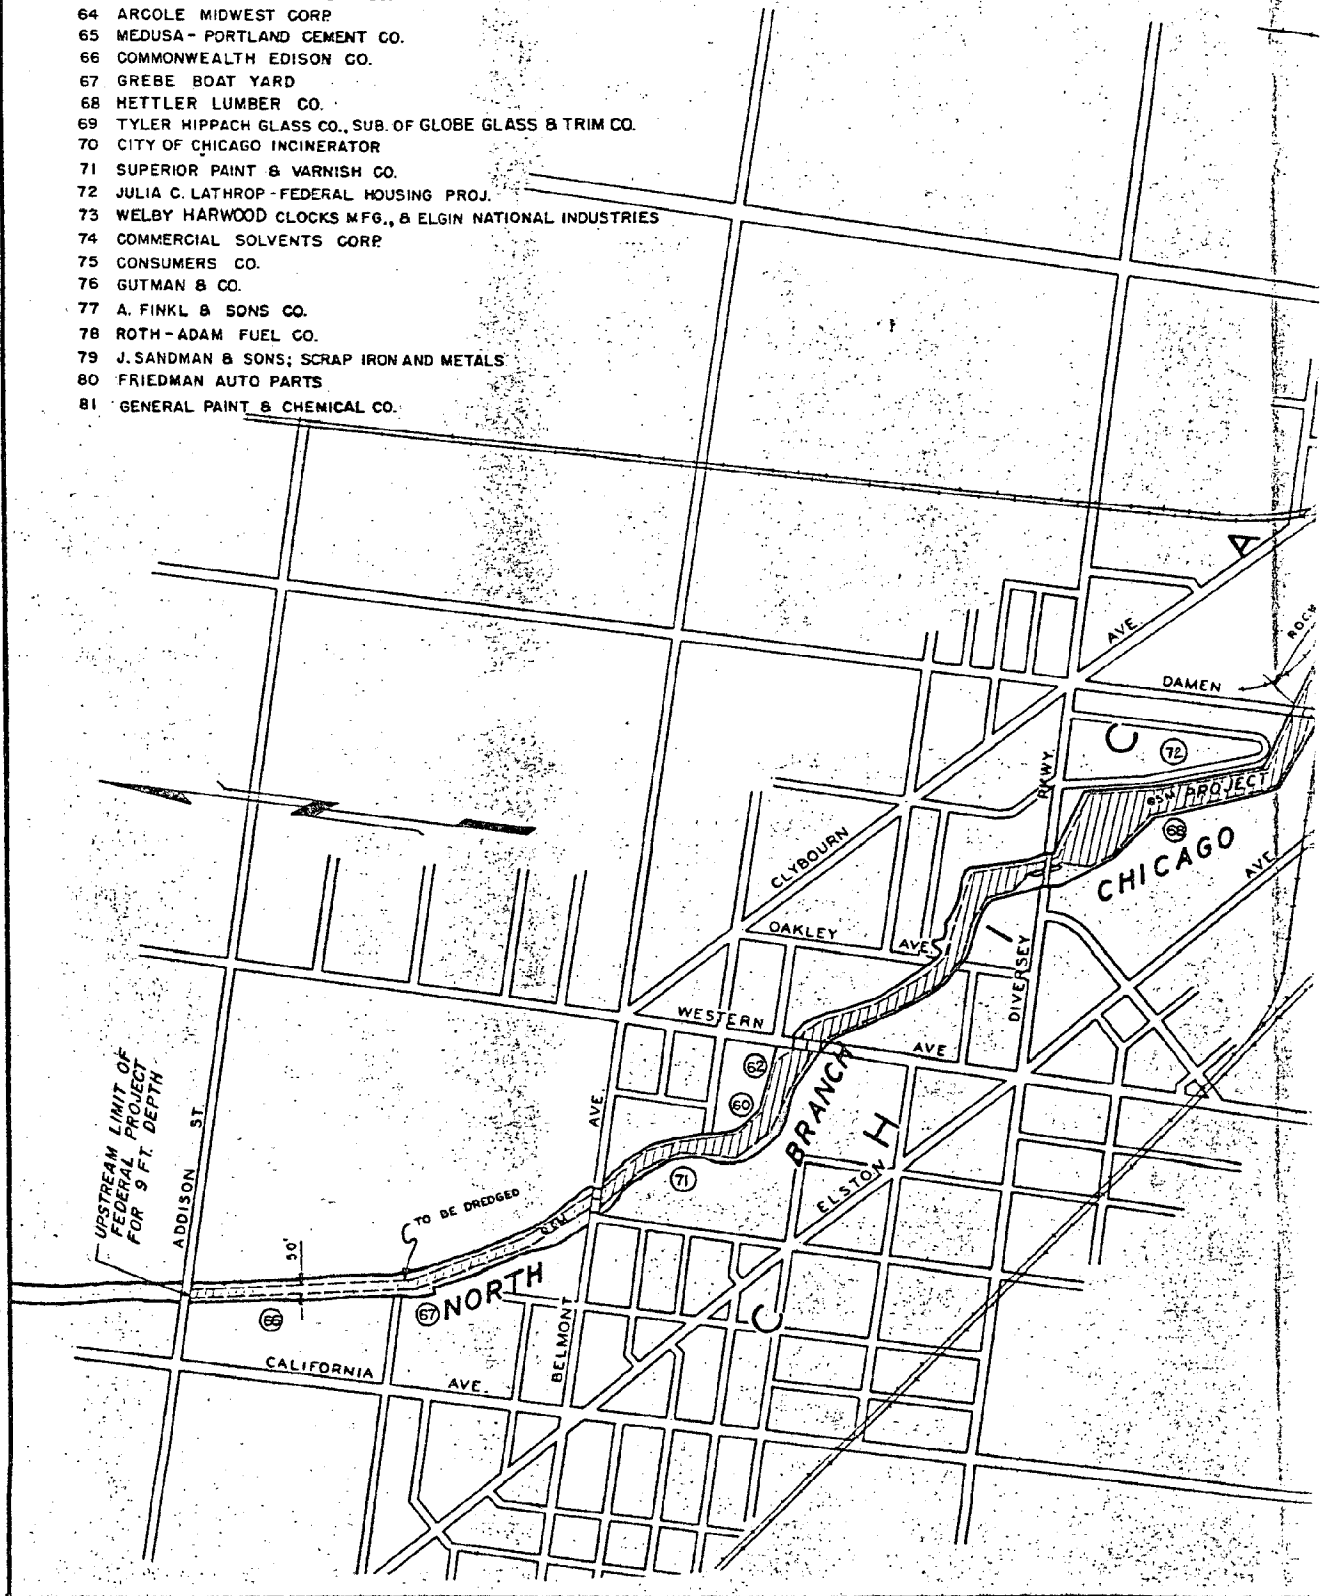 64 ARCOLE MIDWEST CORP.
65 MEDUSA - PORTLAND CEMENT CO.
66 COMMONWEALTH EDISON CO.
67 GREBE BOAT YARD
68 HETTLER LUMBER CO.
69 TYLER HIPPACH GLASS CO., SUB. OF GLOBE GLASS & TRIM CO.
70 CITY OF CHICAGO INCINERATOR
71 SUPERIOR PAINT & VARNISH CO.
72 JULIA C. LATHROP - FEDERAL HOUSING PROJ.
73 WELBY HARWOOD CLOCKS MFG., & ELGIN NATIONAL INDUSTRIES
74 COMMERCIAL SOLVENTS CORP.
75 CONSUMERS CO.
76 GUTMAN & CO.
77 A. FINKL & SONS CO.
78 ROTH - ADAM FUEL CO.
79 J. SANDMAN & SONS; SCRAP IRON AND METALS
80 FRIEDMAN AUTO PARTS
81 GENERAL PAINT & CHEMICAL CO.
A
AVE.
DAMEN
C
72
PKWY.
PROJECT
68
CHICAGO
AVE.
CLYBOURN
OAKLEY
AVE
I
DIVERSEY
WESTERN
AVE
62
60
BRANCH
H
AVE.
71
ELSTON
UPSTREAM LIMIT OF
FEDERAL PROJECT
FOR 9 FT. DEPTH
ADDISON ST
TO BE DREDGED
50'
66
67
NORTH
BELMONT
C
CALIFORNIA
AVE.